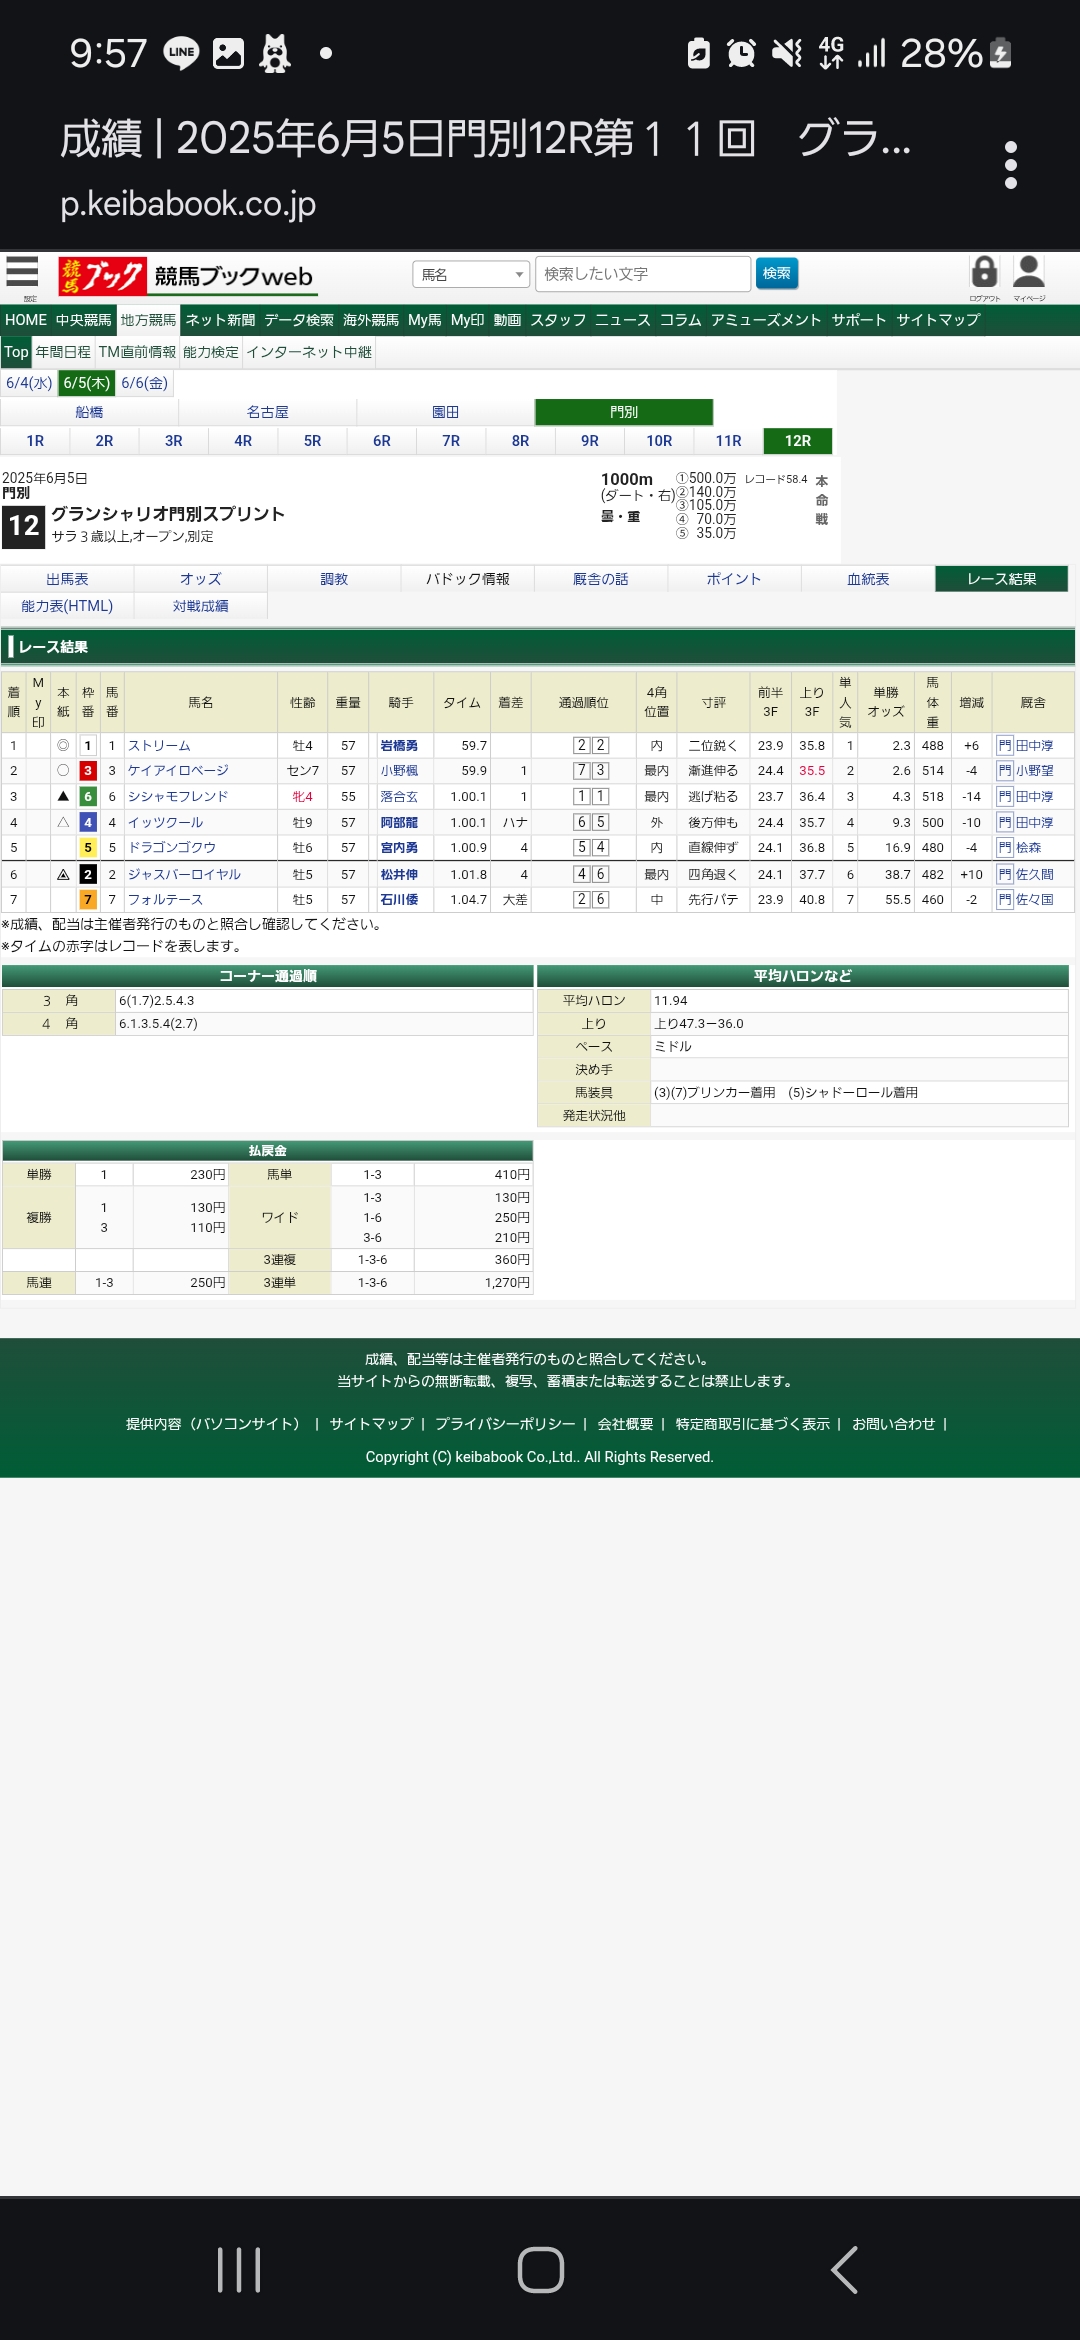 9:57 LINE 4G 28%
成績 | 2025年6月5日門別12R第１１回　グラ...
p.keibabook.co.jp
設定 競馬ブック 競馬ブックweb 馬名 検索したい文字 検索 ログアウト マイページ
HOME 中央競馬 地方競馬 ネット新聞 データ検索 海外競馬 My馬 My印 動画 スタッフ ニュース コラム アミューズメント サポート サイトマップ
Top 年間日程 TM直前情報 能力検定 インターネット中継
6/4(水) 6/5(木) 6/6(金)
船橋 名古屋 園田 門別
1R 2R 3R 4R 5R 6R 7R 8R 9R 10R 11R 12R
2025年6月5日
門別
12 グランシャリオ門別スプリント
サラ３歳以上,オープン,別定
1000m
(ダート・右)
曇・重
①500.0万
②140.0万
③105.0万
④ 70.0万
⑤ 35.0万
レコード58.4
本命戦
出馬表 オッズ 調教 パドック情報 厩舎の話 ポイント 血統表 レース結果
能力表(HTML) 対戦成績
レース結果
着順 My印 本紙 枠番 馬番 馬名 性齢 重量 騎手 タイム 着差 通過順位 4角位置 寸評 前半3F 上り3F 単人気 単勝オッズ 馬体重 増減 厩舎
1 ◎ 1 1 ストリーム 牡4 57 岩橋勇 59.7 2 2 内 二位鋭く 23.9 35.8 1 2.3 488 +6 門 田中淳
2 ○ 3 3 ケイアイロベージ セン7 57 小野楓 59.9 1 7 3 最内 漸進伸る 24.4 35.5 2 2.6 514 -4 門 小野望
3 ▲ 6 6 シシャモフレンド 牝4 55 落合玄 1.00.1 1 1 1 最内 逃げ粘る 23.7 36.4 3 4.3 518 -14 門 田中淳
4 △ 4 4 イッツクール 牡9 57 阿部龍 1.00.1 ハナ 6 5 外 後方伸も 24.4 35.7 4 9.3 500 -10 門 田中淳
5 5 5 ドラゴンゴクウ 牡6 57 宮内勇 1.00.9 4 5 4 内 直線伸ず 24.1 36.8 5 16.9 480 -4 門 桧森
6 2 2 ジャスパーロイヤル 牡5 57 松井伸 1.01.8 4 4 6 最内 四角退く 24.1 37.7 6 38.7 482 +10 門 佐久間
7 7 7 フォルテース 牡5 57 石川倭 1.04.7 大差 2 6 中 先行バテ 23.9 40.8 7 55.5 460 -2 門 佐々国
※成績、配当は主催者発行のものと照合し確認してください。
※タイムの赤字はレコードを表します。
コーナー通過順
３　角 6(1.7)2.5.4.3
４　角 6.1.3.5.4(2.7)
平均ハロンなど
平均ハロン 11.94
上り 上り47.3－36.0
ペース ミドル
決め手
馬装具 (3)(7)ブリンカー着用　(5)シャドーロール着用
発走状況他
払戻金
単勝 1 230円 馬単 1-3 410円
複勝 1 130円 3 110円 ワイド 1-3 130円 1-6 250円 3-6 210円
3連複 1-3-6 360円
馬連 1-3 250円 3連単 1-3-6 1,270円
成績、配当等は主催者発行のものと照合してください。
当サイトからの無断転載、複写、蓄積または転送することは禁止します。
提供内容（パソコンサイト） | サイトマップ | プライバシーポリシー | 会社概要 | 特定商取引に基づく表示 | お問い合わせ |
Copyright (C) keibabook Co.,Ltd.. All Rights Reserved.